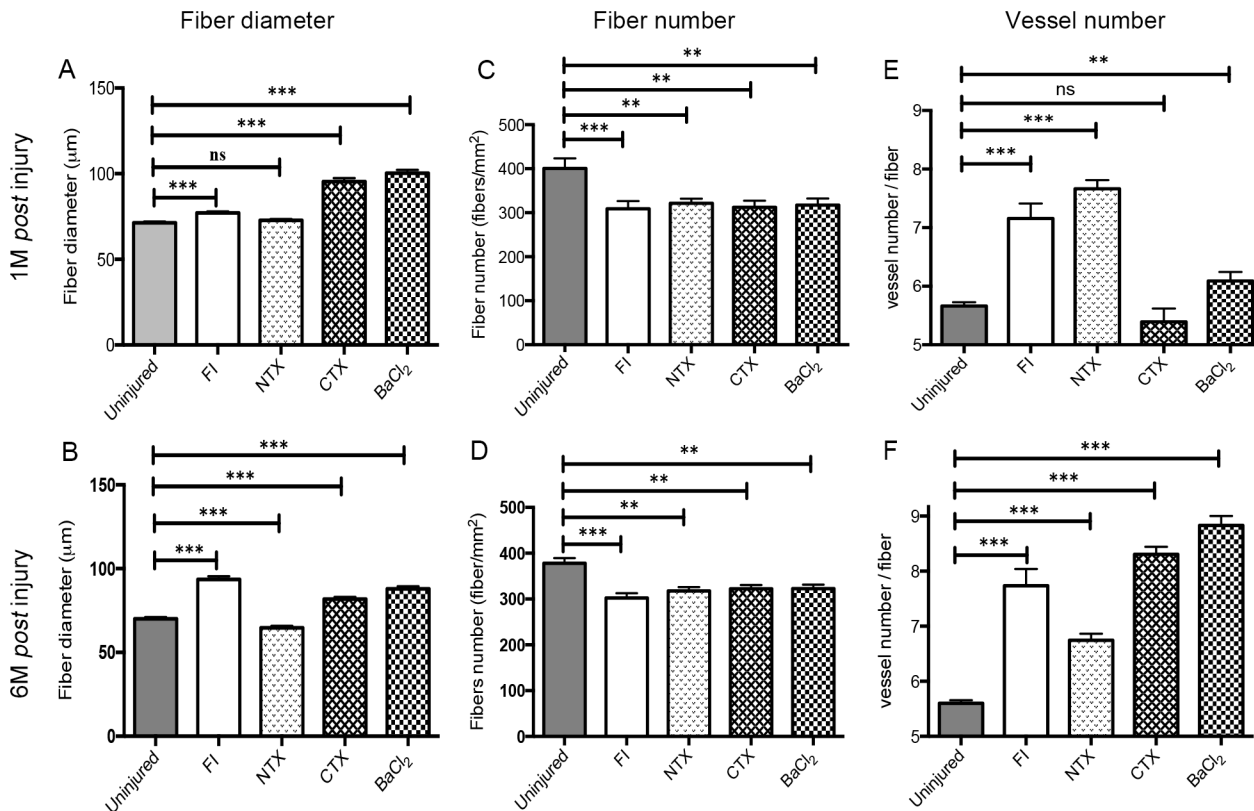 Fiber diameter
Fiber number
Vessel number
1M post injury
A
Fiber diameter (μm)
150
100
50
0
***
***
ns
***
Uninjured
FI
NTX
CTX
BaCl₂
C
Fiber number (fibers/mm²)
500
400
300
200
100
0
**
**
**
***
Uninjured
FI
NTX
CTX
BaCl₂
E
vessel number / fiber
9
8
7
6
5
**
ns
***
***
Uninjured
FI
NTX
CTX
BaCl₂
6M post injury
B
Fiber diameter (μm)
150
100
50
0
***
***
***
***
Uninjured
FI
NTX
CTX
BaCl₂
D
Fibers number (fiber/mm²)
500
400
300
200
100
0
**
**
**
***
Uninjured
FI
NTX
CTX
BaCl₂
F
vessel number / fiber
9
8
7
6
5
***
***
***
***
Uninjured
FI
NTX
CTX
BaCl₂